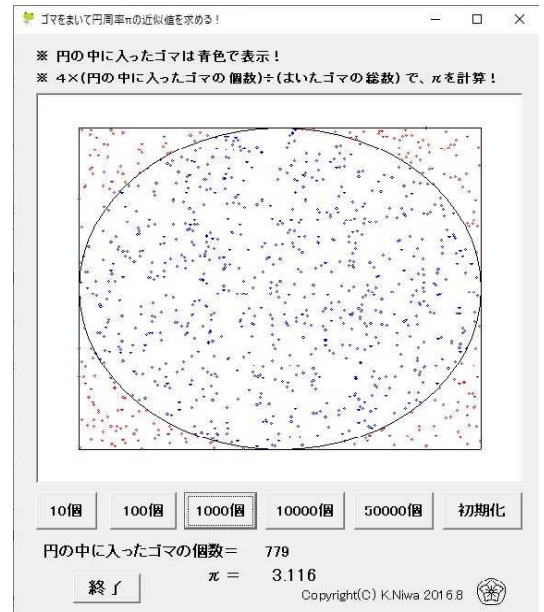 ゴマをまいて円周率πの近似値を求める!
※ 円の中に入ったゴマは青色で表示!
※ 4×(円の中に入ったゴマの個数)÷(まいたゴマの総数) で、πを計算!
10個 100個 1000個 10000個 50000個 初期化
円の中に入ったゴマの個数= 779
π = 3.116
終了
Copyright(C) K.Niwa 2016.8